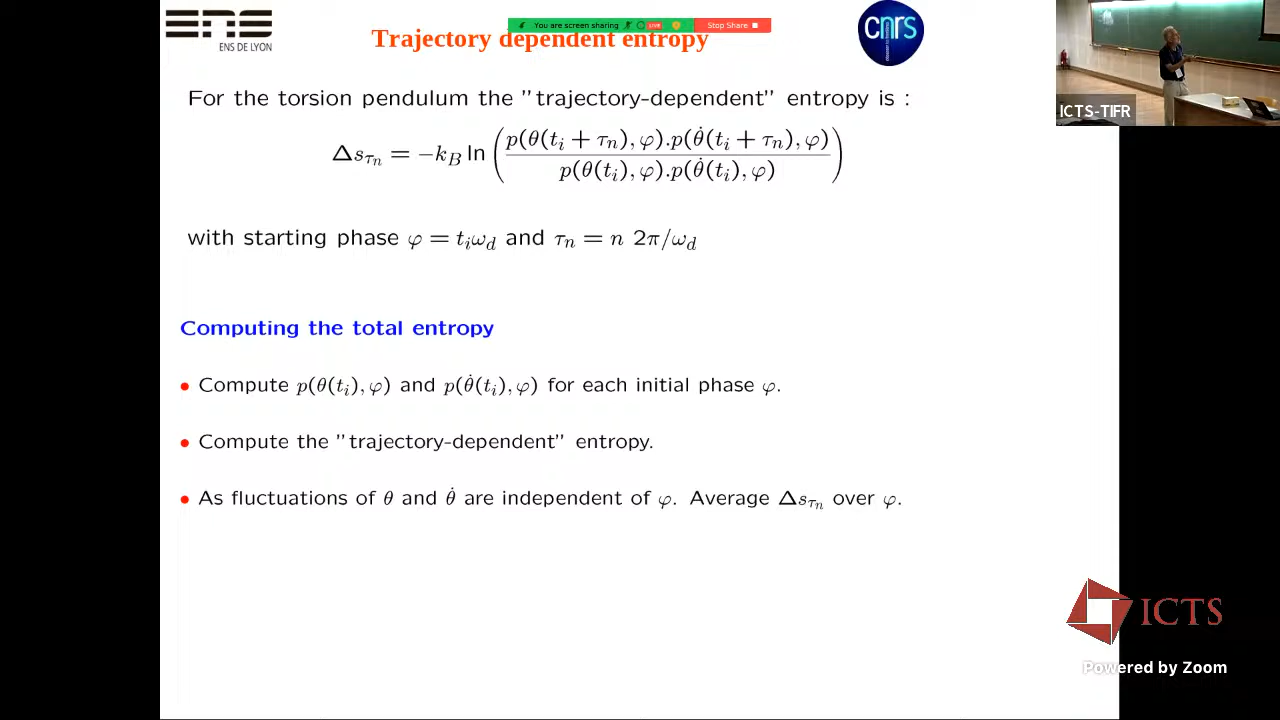 ENS
ENS DE LYON
You are screen sharing
LIVE
Stop Share
Trajectory dependent entropy
cnrs
ICTS-TIFR
For the torsion pendulum the "trajectory-dependent" entropy is :
Δs_{τ_n} = −k_B ln ( p(θ(t_i + τ_n), φ).p(θ̇(t_i + τ_n), φ) / p(θ(t_i), φ).p(θ̇(t_i), φ) )
with starting phase φ = t_iω_d and τ_n = n 2π/ω_d
Computing the total entropy
• Compute p(θ(t_i), φ) and p(θ̇(t_i), φ) for each initial phase φ.
• Compute the "trajectory-dependent" entropy.
• As fluctuations of θ and θ̇ are independent of φ. Average Δs_{τ_n} over φ.
ICTS
Powered by Zoom